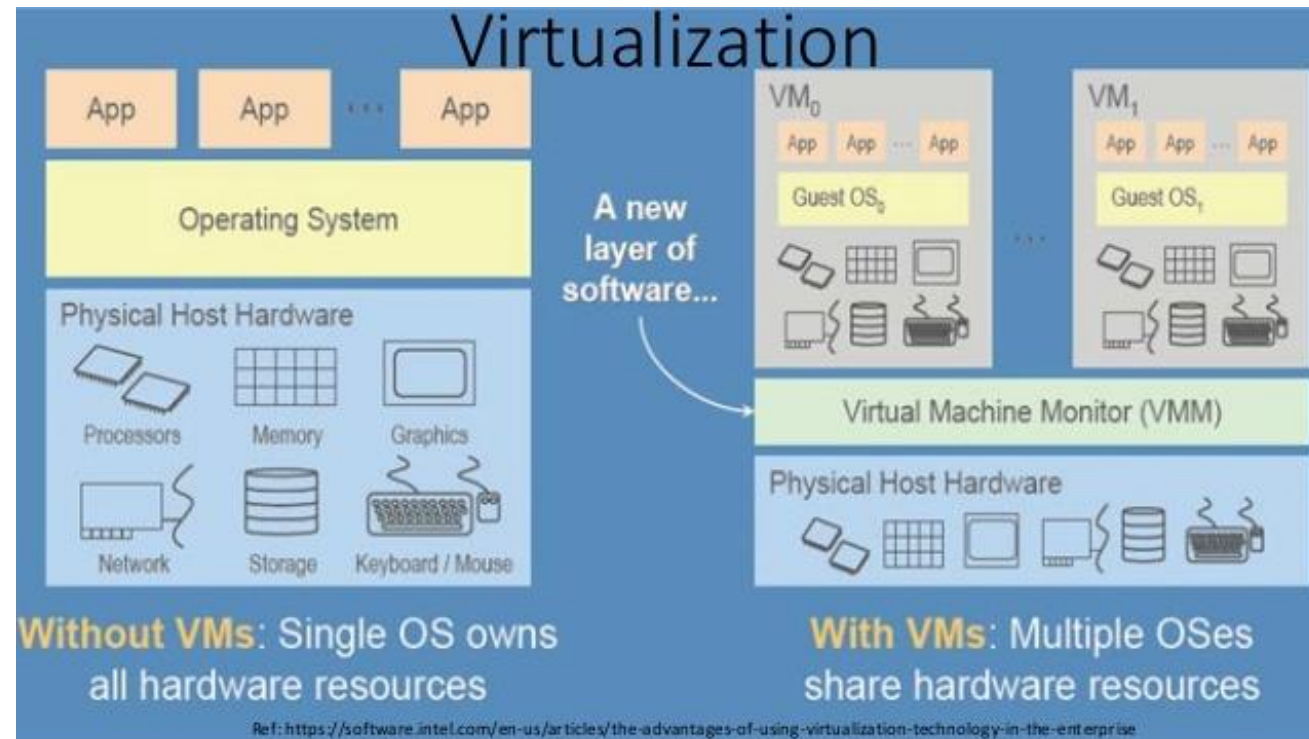 Virtualization
App App ... App
Operating System
Physical Host Hardware
Processors Memory Graphics
Network Storage Keyboard / Mouse
Without VMs: Single OS owns
all hardware resources
A new
layer of
software...
VM0
App App ... App
Guest OS0
...
VM1
App App ... App
Guest OS1
Virtual Machine Monitor (VMM)
Physical Host Hardware
With VMs: Multiple OSes
share hardware resources
Ref: https://software.intel.com/en-us/articles/the-advantages-of-using-virtualization-technology-in-the-enterprise